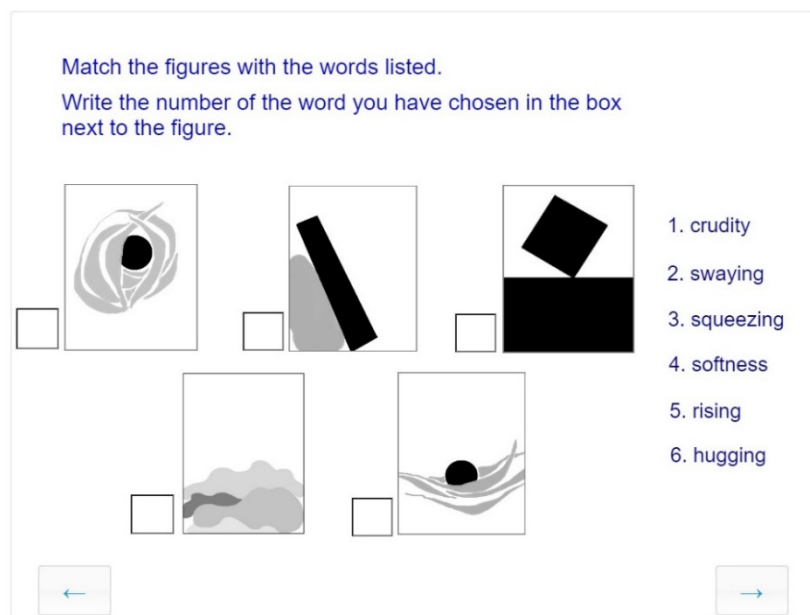 Match the figures with the words listed.
Write the number of the word you have chosen in the box
next to the figure.
1. crudity
2. swaying
3. squeezing
4. softness
5. rising
6. hugging
← →